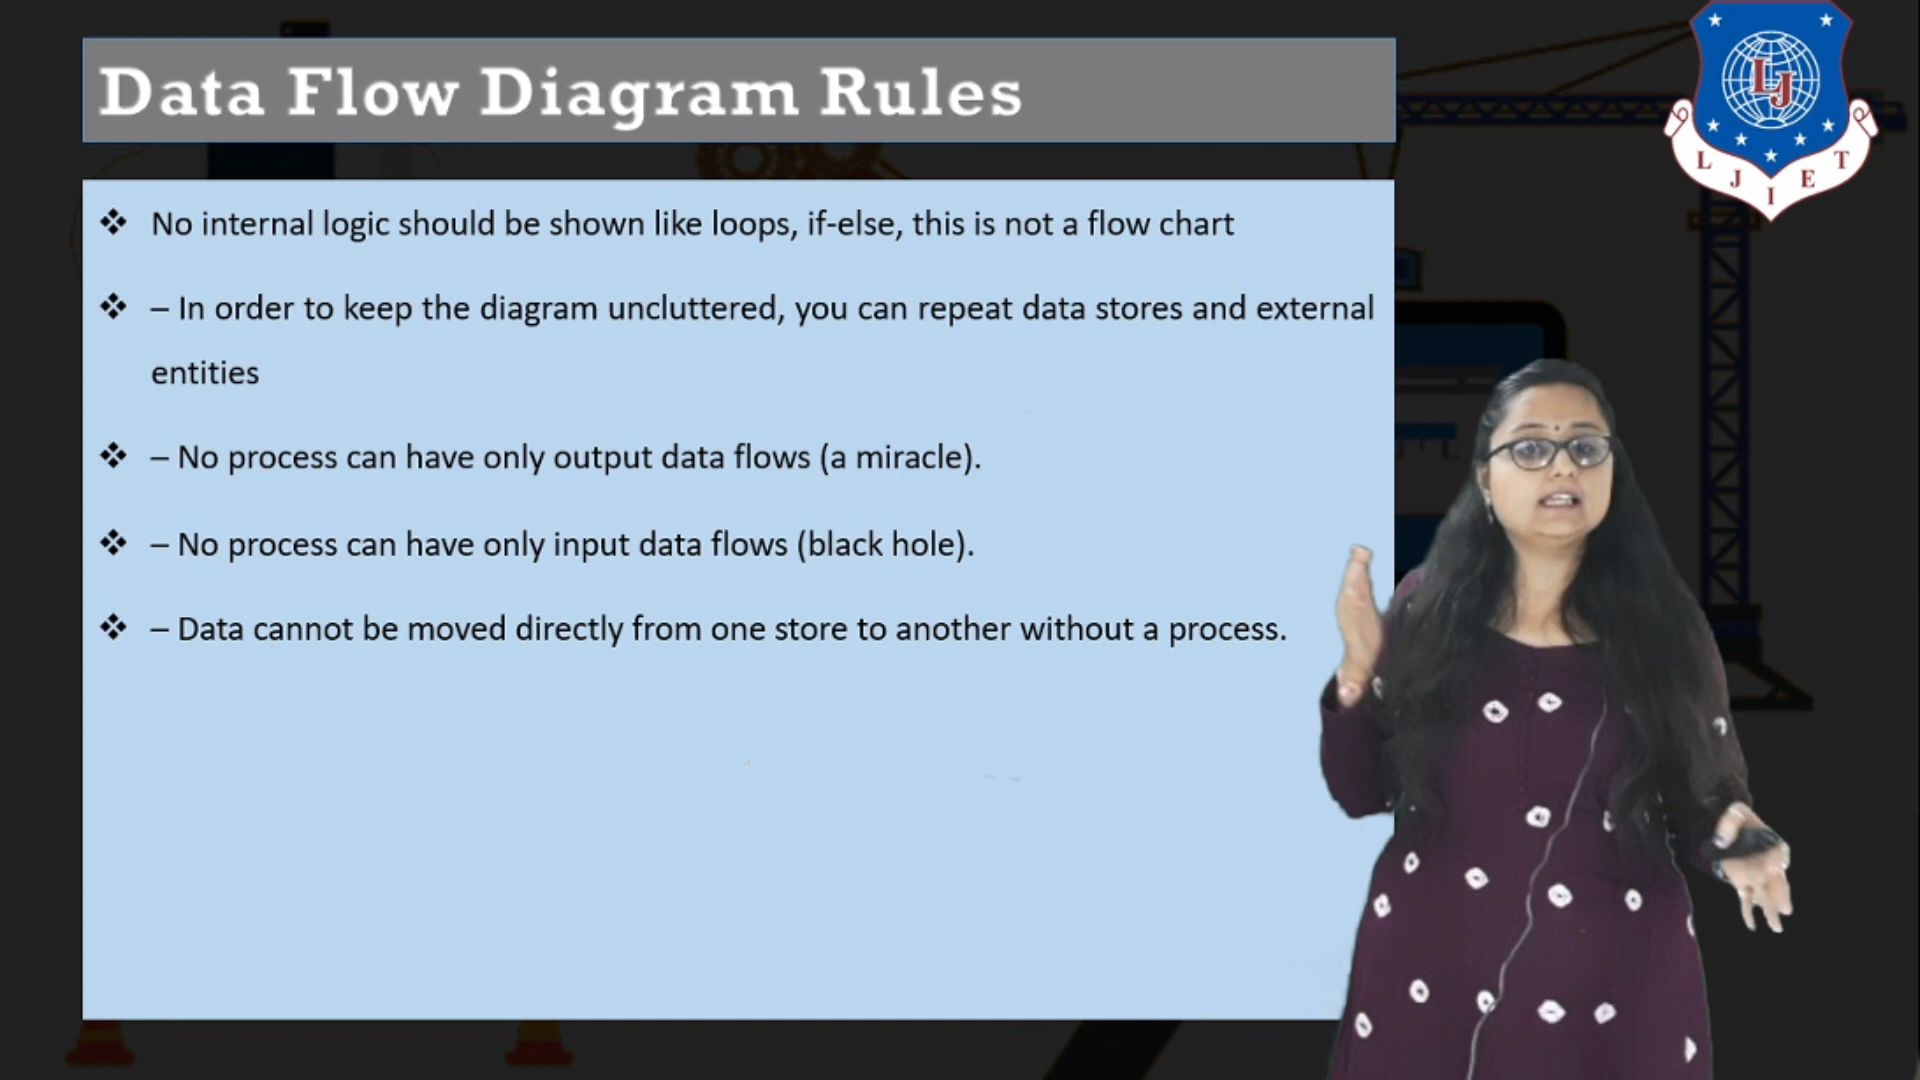 Data Flow Diagram Rules
❖ No internal logic should be shown like loops, if-else, this is not a flow chart
❖ – In order to keep the diagram uncluttered, you can repeat data stores and external
entities
❖ – No process can have only output data flows (a miracle).
❖ – No process can have only input data flows (black hole).
❖ – Data cannot be moved directly from one store to another without a process.
LJ
L J I E T